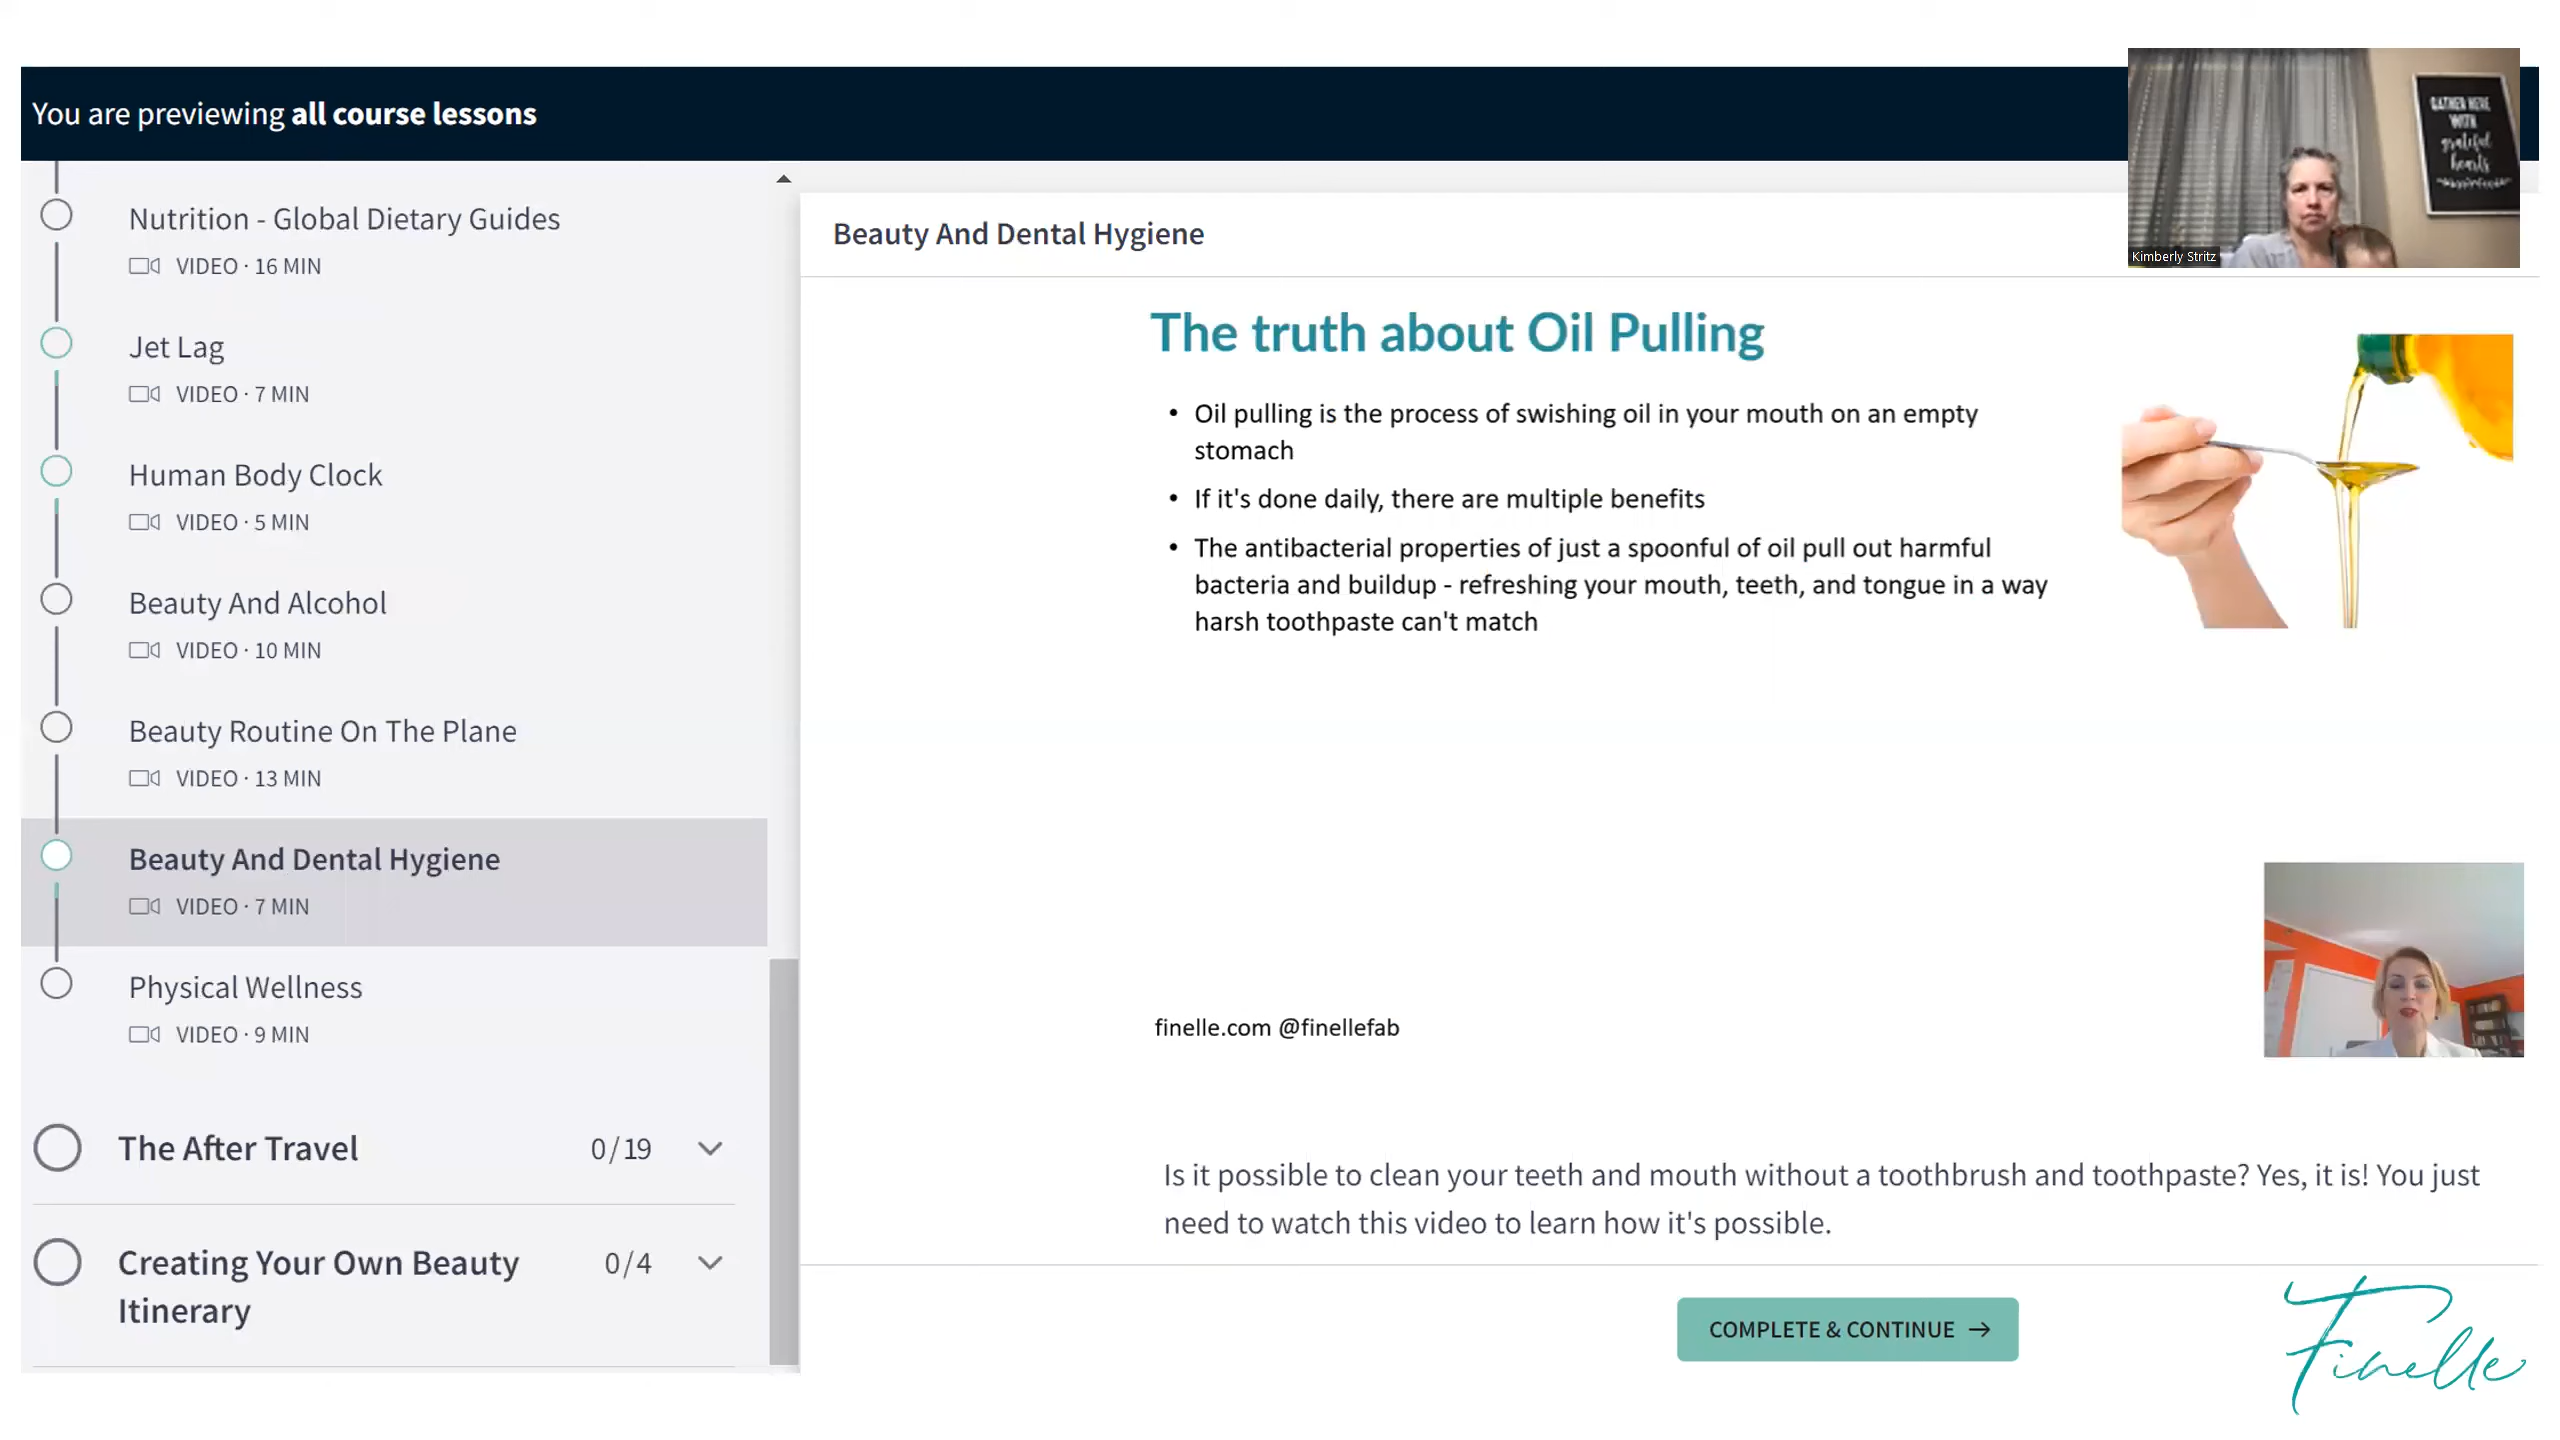 You are previewing all course lessons
Nutrition - Global Dietary Guides
VIDEO · 16 MIN
Jet Lag
VIDEO · 7 MIN
Human Body Clock
VIDEO · 5 MIN
Beauty And Alcohol
VIDEO · 10 MIN
Beauty Routine On The Plane
VIDEO · 13 MIN
Beauty And Dental Hygiene
VIDEO · 7 MIN
Physical Wellness
VIDEO · 9 MIN
The After Travel 0/19
Creating Your Own Beauty 0/4
Itinerary
GATHER HERE
WITH
grateful
hearts
Kimberly Stritz
Beauty And Dental Hygiene
The truth about Oil Pulling
• Oil pulling is the process of swishing oil in your mouth on an empty
stomach
• If it's done daily, there are multiple benefits
• The antibacterial properties of just a spoonful of oil pull out harmful
bacteria and buildup - refreshing your mouth, teeth, and tongue in a way
harsh toothpaste can't match
finelle.com @finellefab
Is it possible to clean your teeth and mouth without a toothbrush and toothpaste? Yes, it is! You just
need to watch this video to learn how it's possible.
COMPLETE & CONTINUE →
Finelle